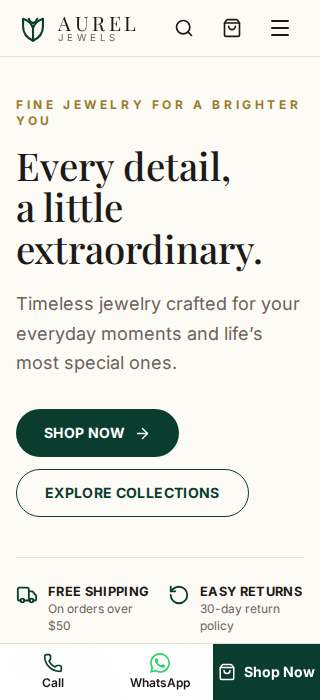 AUREL
JEWELS
FINE JEWELRY FOR A BRIGHTER
YOU
Every detail,
a little
extraordinary.
Timeless jewelry crafted for your
everyday moments and life’s
most special ones.
SHOP NOW
EXPLORE COLLECTIONS
FREE SHIPPING
On orders over
$50
EASY RETURNS
30-day return
policy
Call
WhatsApp
Shop Now